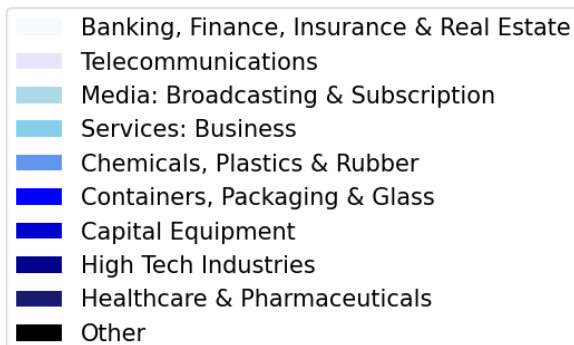 Banking, Finance, Insurance & Real Estate
Telecommunications
Media: Broadcasting & Subscription
Services: Business
Chemicals, Plastics & Rubber
Containers, Packaging & Glass
Capital Equipment
High Tech Industries
Healthcare & Pharmaceuticals
Other